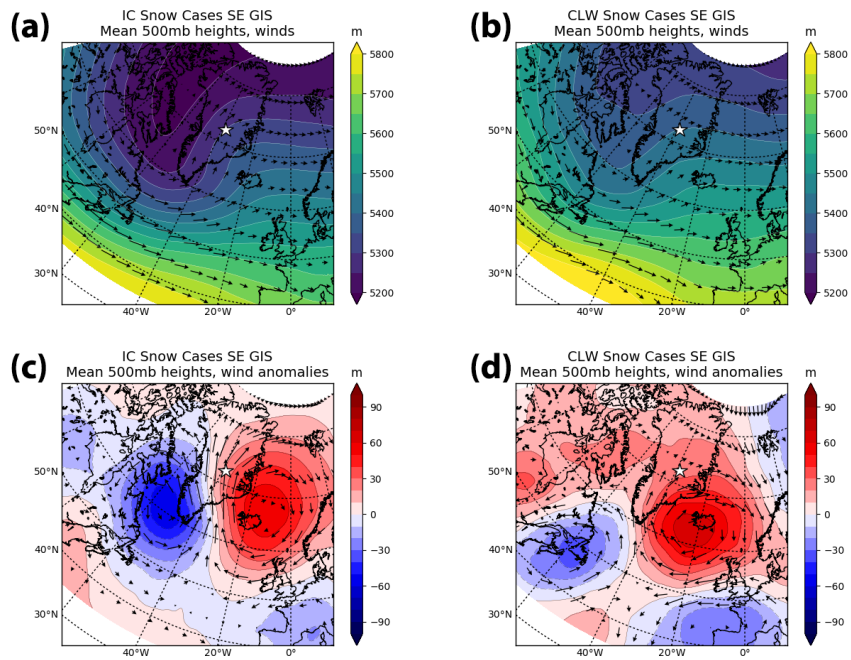 (a)
IC Snow Cases SE GIS
Mean 500mb heights, winds
m
5800
5700
5600
5500
5400
5300
5200
50°N
40°N
30°N
40°W
20°W
0°
(b)
CLW Snow Cases SE GIS
Mean 500mb heights, winds
m
5800
5700
5600
5500
5400
5300
5200
50°N
40°N
30°N
40°W
20°W
0°
(c)
IC Snow Cases SE GIS
Mean 500mb heights, wind anomalies
m
90
60
30
0
−30
−60
−90
50°N
40°N
30°N
40°W
20°W
0°
(d)
CLW Snow Cases SE GIS
Mean 500mb heights, wind anomalies
m
90
60
30
0
−30
−60
−90
50°N
40°N
30°N
40°W
20°W
0°